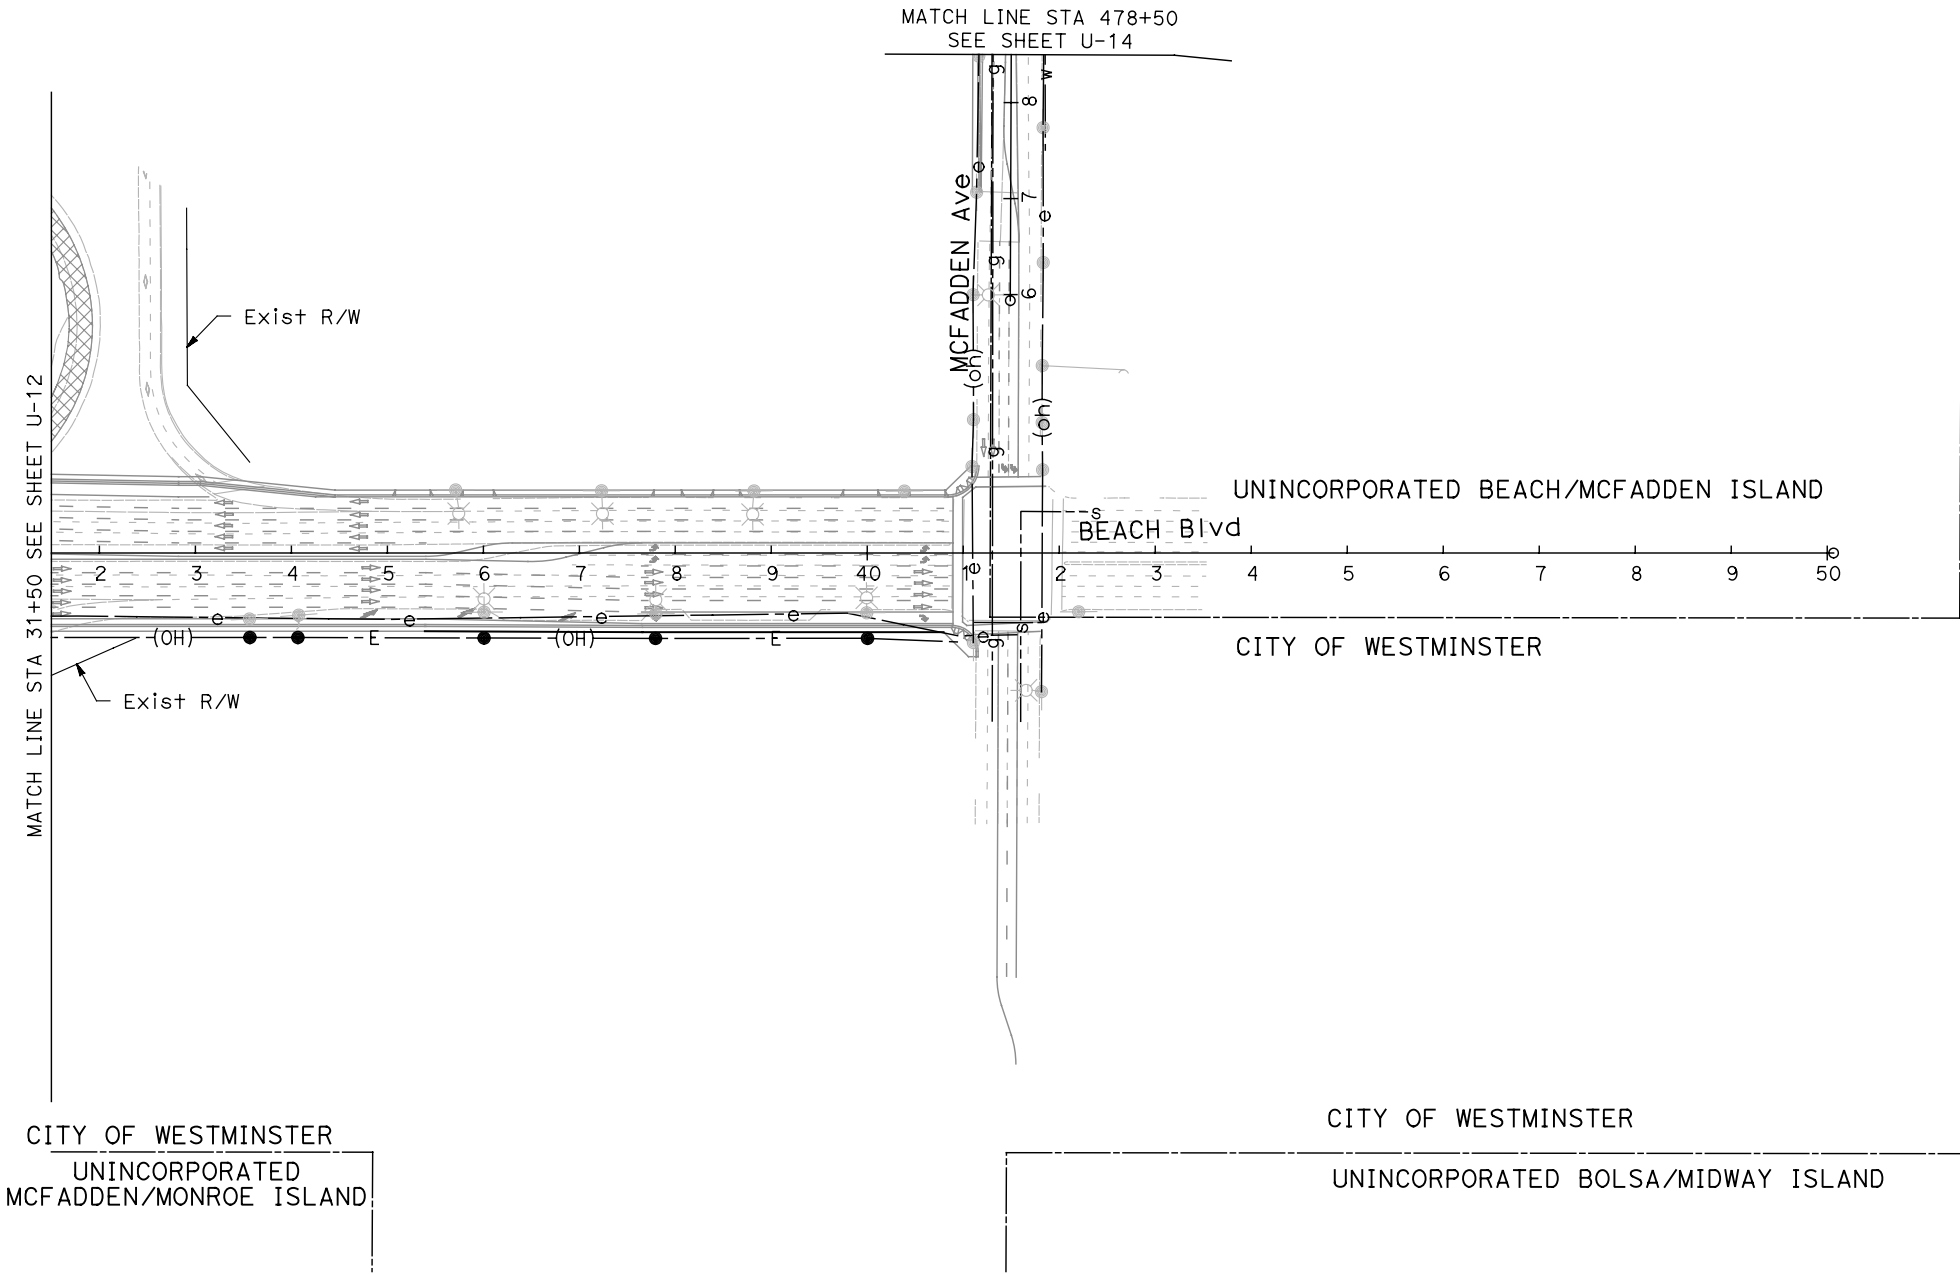 MATCH LINE STA 478+50
SEE SHEET U-14
g
w
8
e
MCFADDEN Ave
7
e
g
6
Exist R/W
(oh)
(oh)
g
MATCH LINE STA 31+50 SEE SHEET U-12
UNINCORPORATED BEACH/MCFADDEN ISLAND
s
BEACH Blvd
2 3 4 5 6 7 8 9 40 1 e 2 3 4 5 6 7 8 9 50
e e e e e
(OH) E (OH) E e g s
CITY OF WESTMINSTER
Exist R/W
CITY OF WESTMINSTER
CITY OF WESTMINSTER
UNINCORPORATED
MCFADDEN/MONROE ISLAND
UNINCORPORATED BOLSA/MIDWAY ISLAND